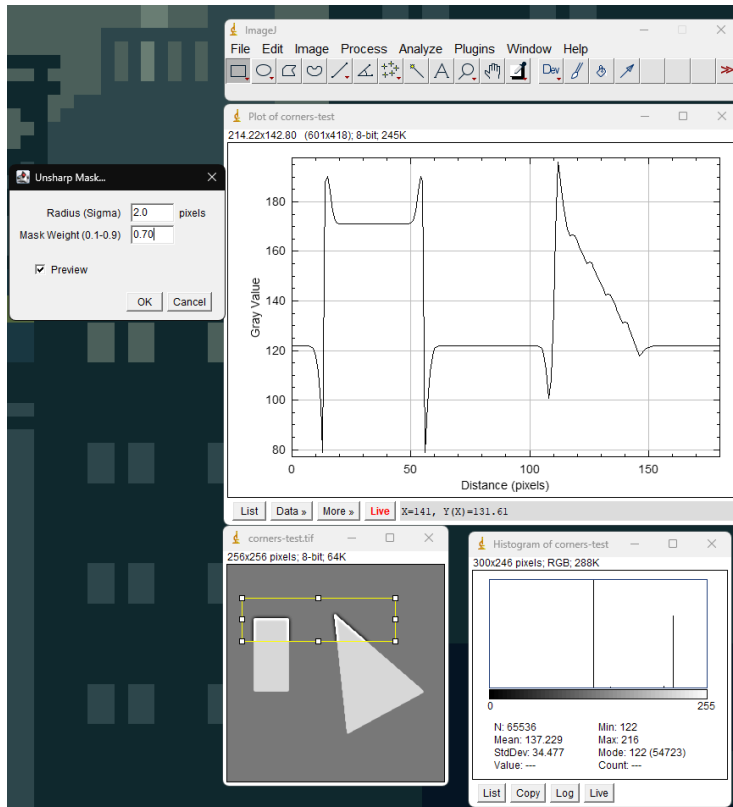 ImageJ
File Edit Image Process Analyze Plugins Window Help
Dev
Plot of corners-test
214.22x142.80 (601x418); 8-bit; 245K
Unsharp Mask...
Radius (Sigma) 2.0 pixels
Mask Weight (0.1-0.9) 0.70
Preview
OK Cancel
180
160
140
120
100
80
Gray Value
0 50 100 150
Distance (pixels)
List Data » More » Live X=141, Y(X)=131.61
corners-test.tif
256x256 pixels; 8-bit; 64K
Histogram of corners-test
300x246 pixels; RGB; 288K
0 255
N: 65536 Min: 122
Mean: 137.229 Max: 216
StdDev: 34.477 Mode: 122 (54723)
Value: --- Count: ---
List Copy Log Live